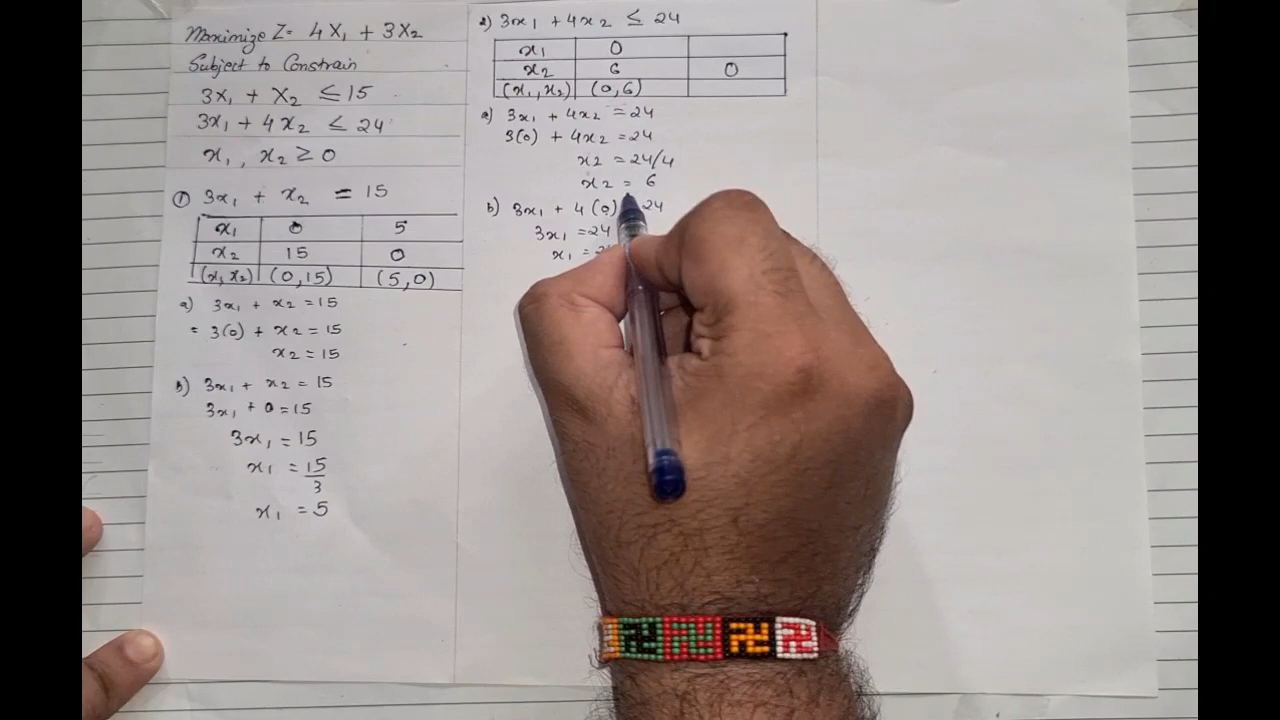 Maximize Z= 4X₁ + 3X₂
Subject to Constrain
3X₁ + X₂ ≤ 15
3x₁ + 4x₂ ≤ 24
x₁, x₂ ≥ 0
① 3x₁ + x₂ = 15
x₁ 0 5
x₂ 15 0
(x₁ x₂) (0,15) (5,0)
a) 3x₁ + x₂ = 15
= 3(0) + x₂ = 15
x₂ = 15
b) 3x₁ + x₂ = 15
3x₁ + 0 = 15
3x₁ = 15
x₁ = 15/3
x₁ = 5
2) 3x₁ + 4x₂ ≤ 24
x₁ 0
x₂ 6 0
(x₁, x₂) (0,6)
a) 3x₁ + 4x₂ = 24
3(0) + 4x₂ = 24
x₂ = 24/4
x₂ = 6
b) 3x₁ + 4(0) 24
3x₁ = 24
x₁ =